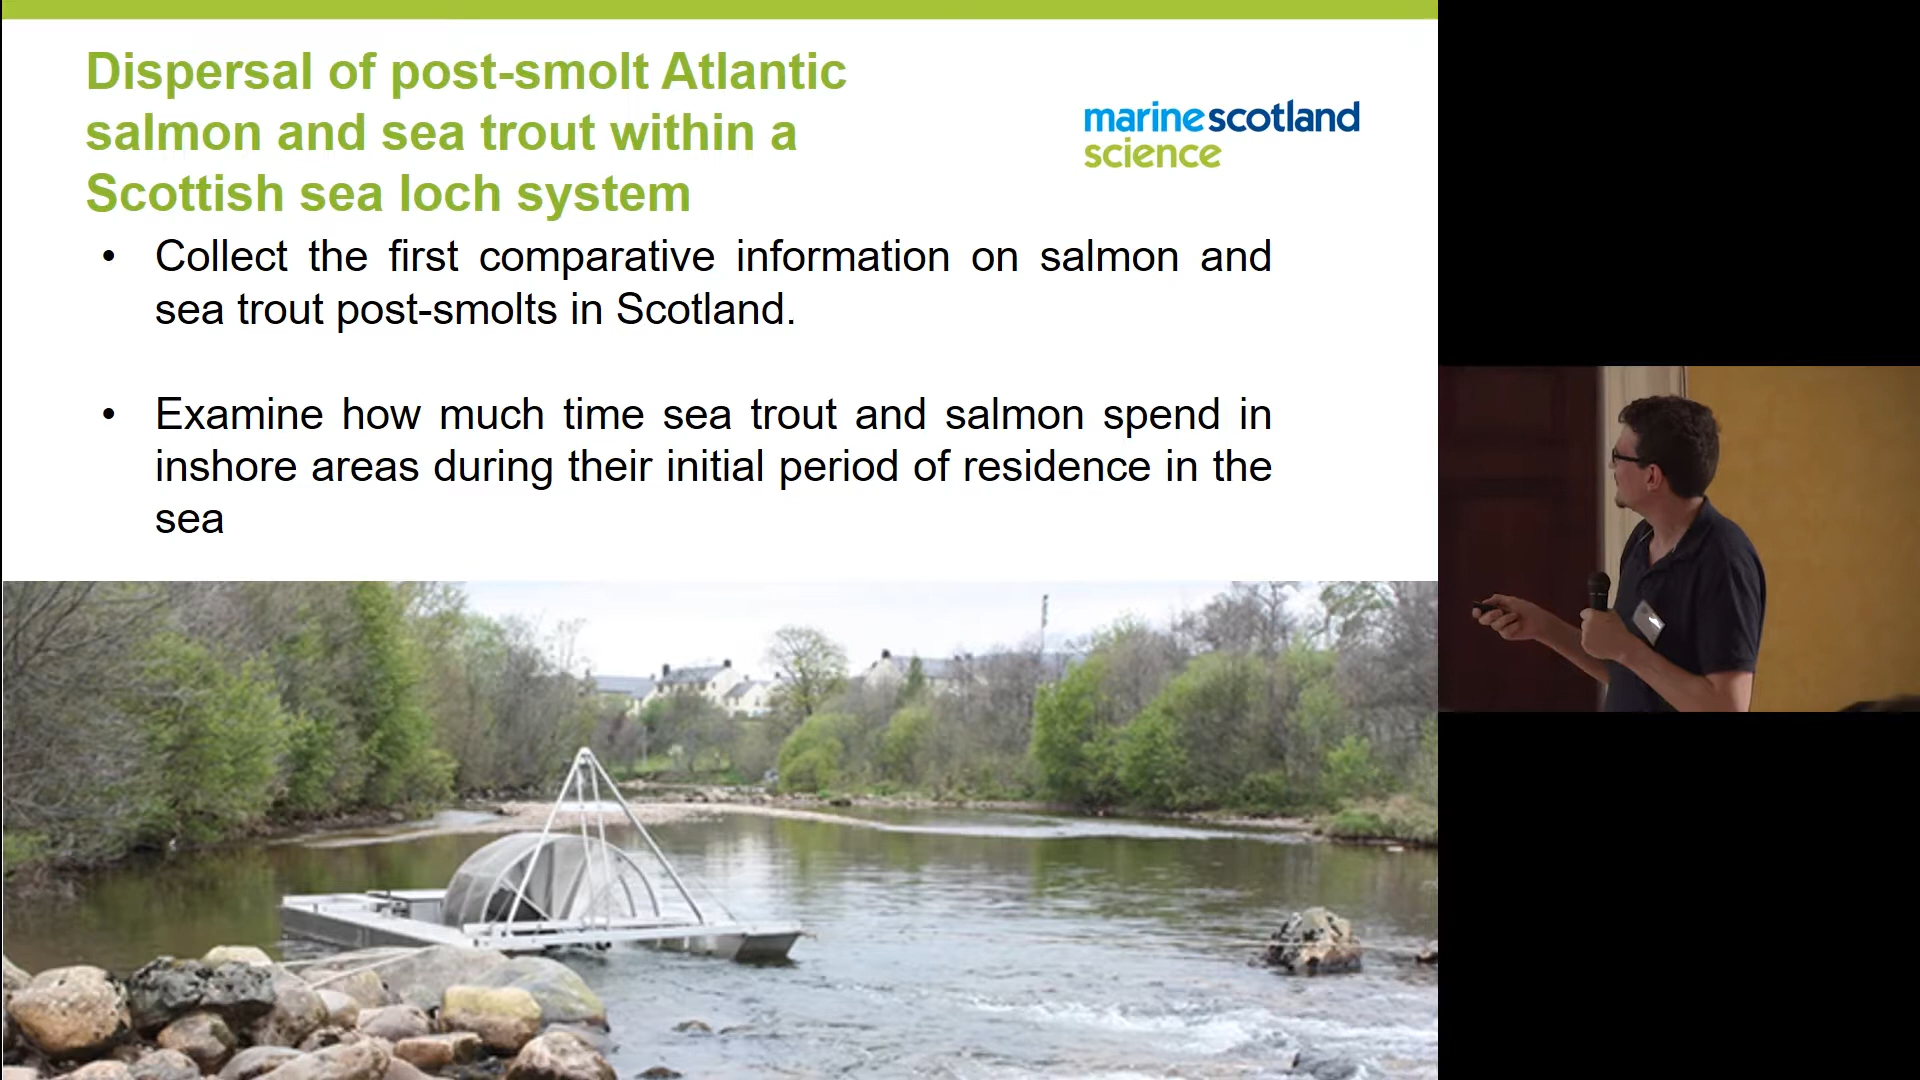 Dispersal of post-smolt Atlantic
salmon and sea trout within a
Scottish sea loch system
marinescotland
science
• Collect the first comparative information on salmon and
sea trout post-smolts in Scotland.
• Examine how much time sea trout and salmon spend in
inshore areas during their initial period of residence in the
sea